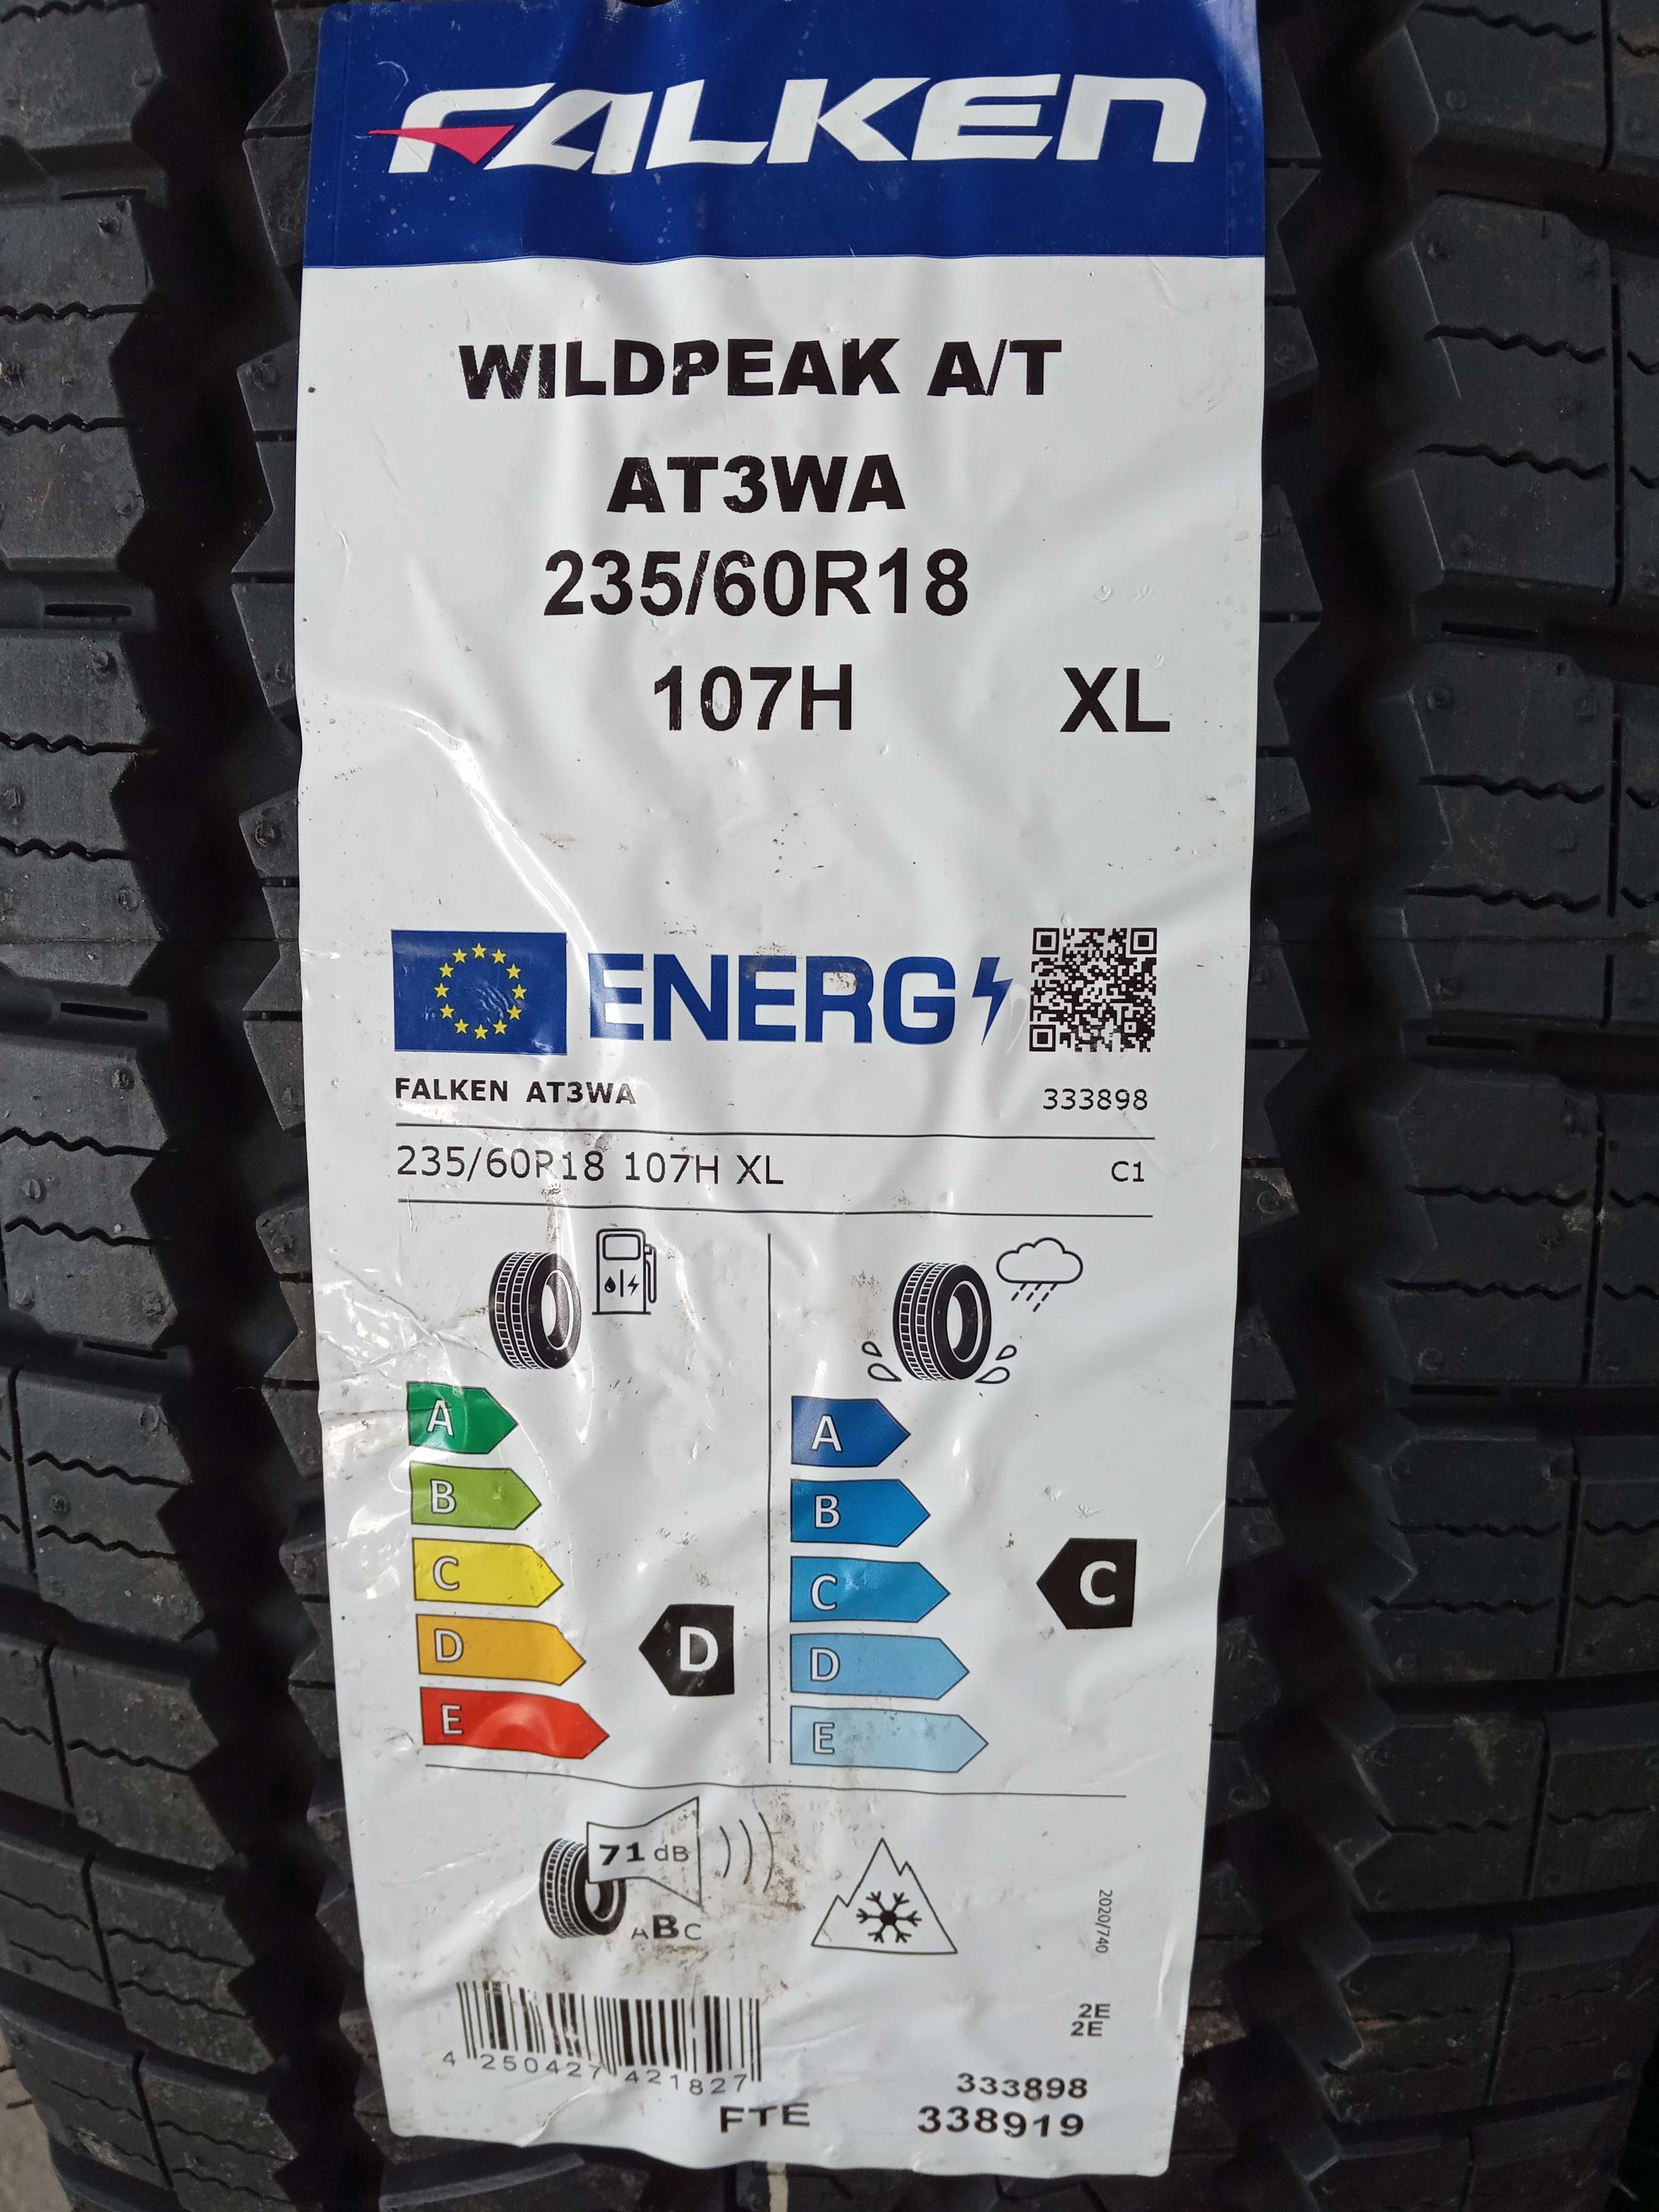 FALKEN
WILDPEAK A/T
AT3WA
235/60R18
107H XL
ENERG
FALKEN AT3WA 333898
235/60R18 107H XL C1
A A
B B
C C C
D D D
E E
71 dB
ABC
2020/740
2E
2E
4 250427 421827
333898
FTE 338919